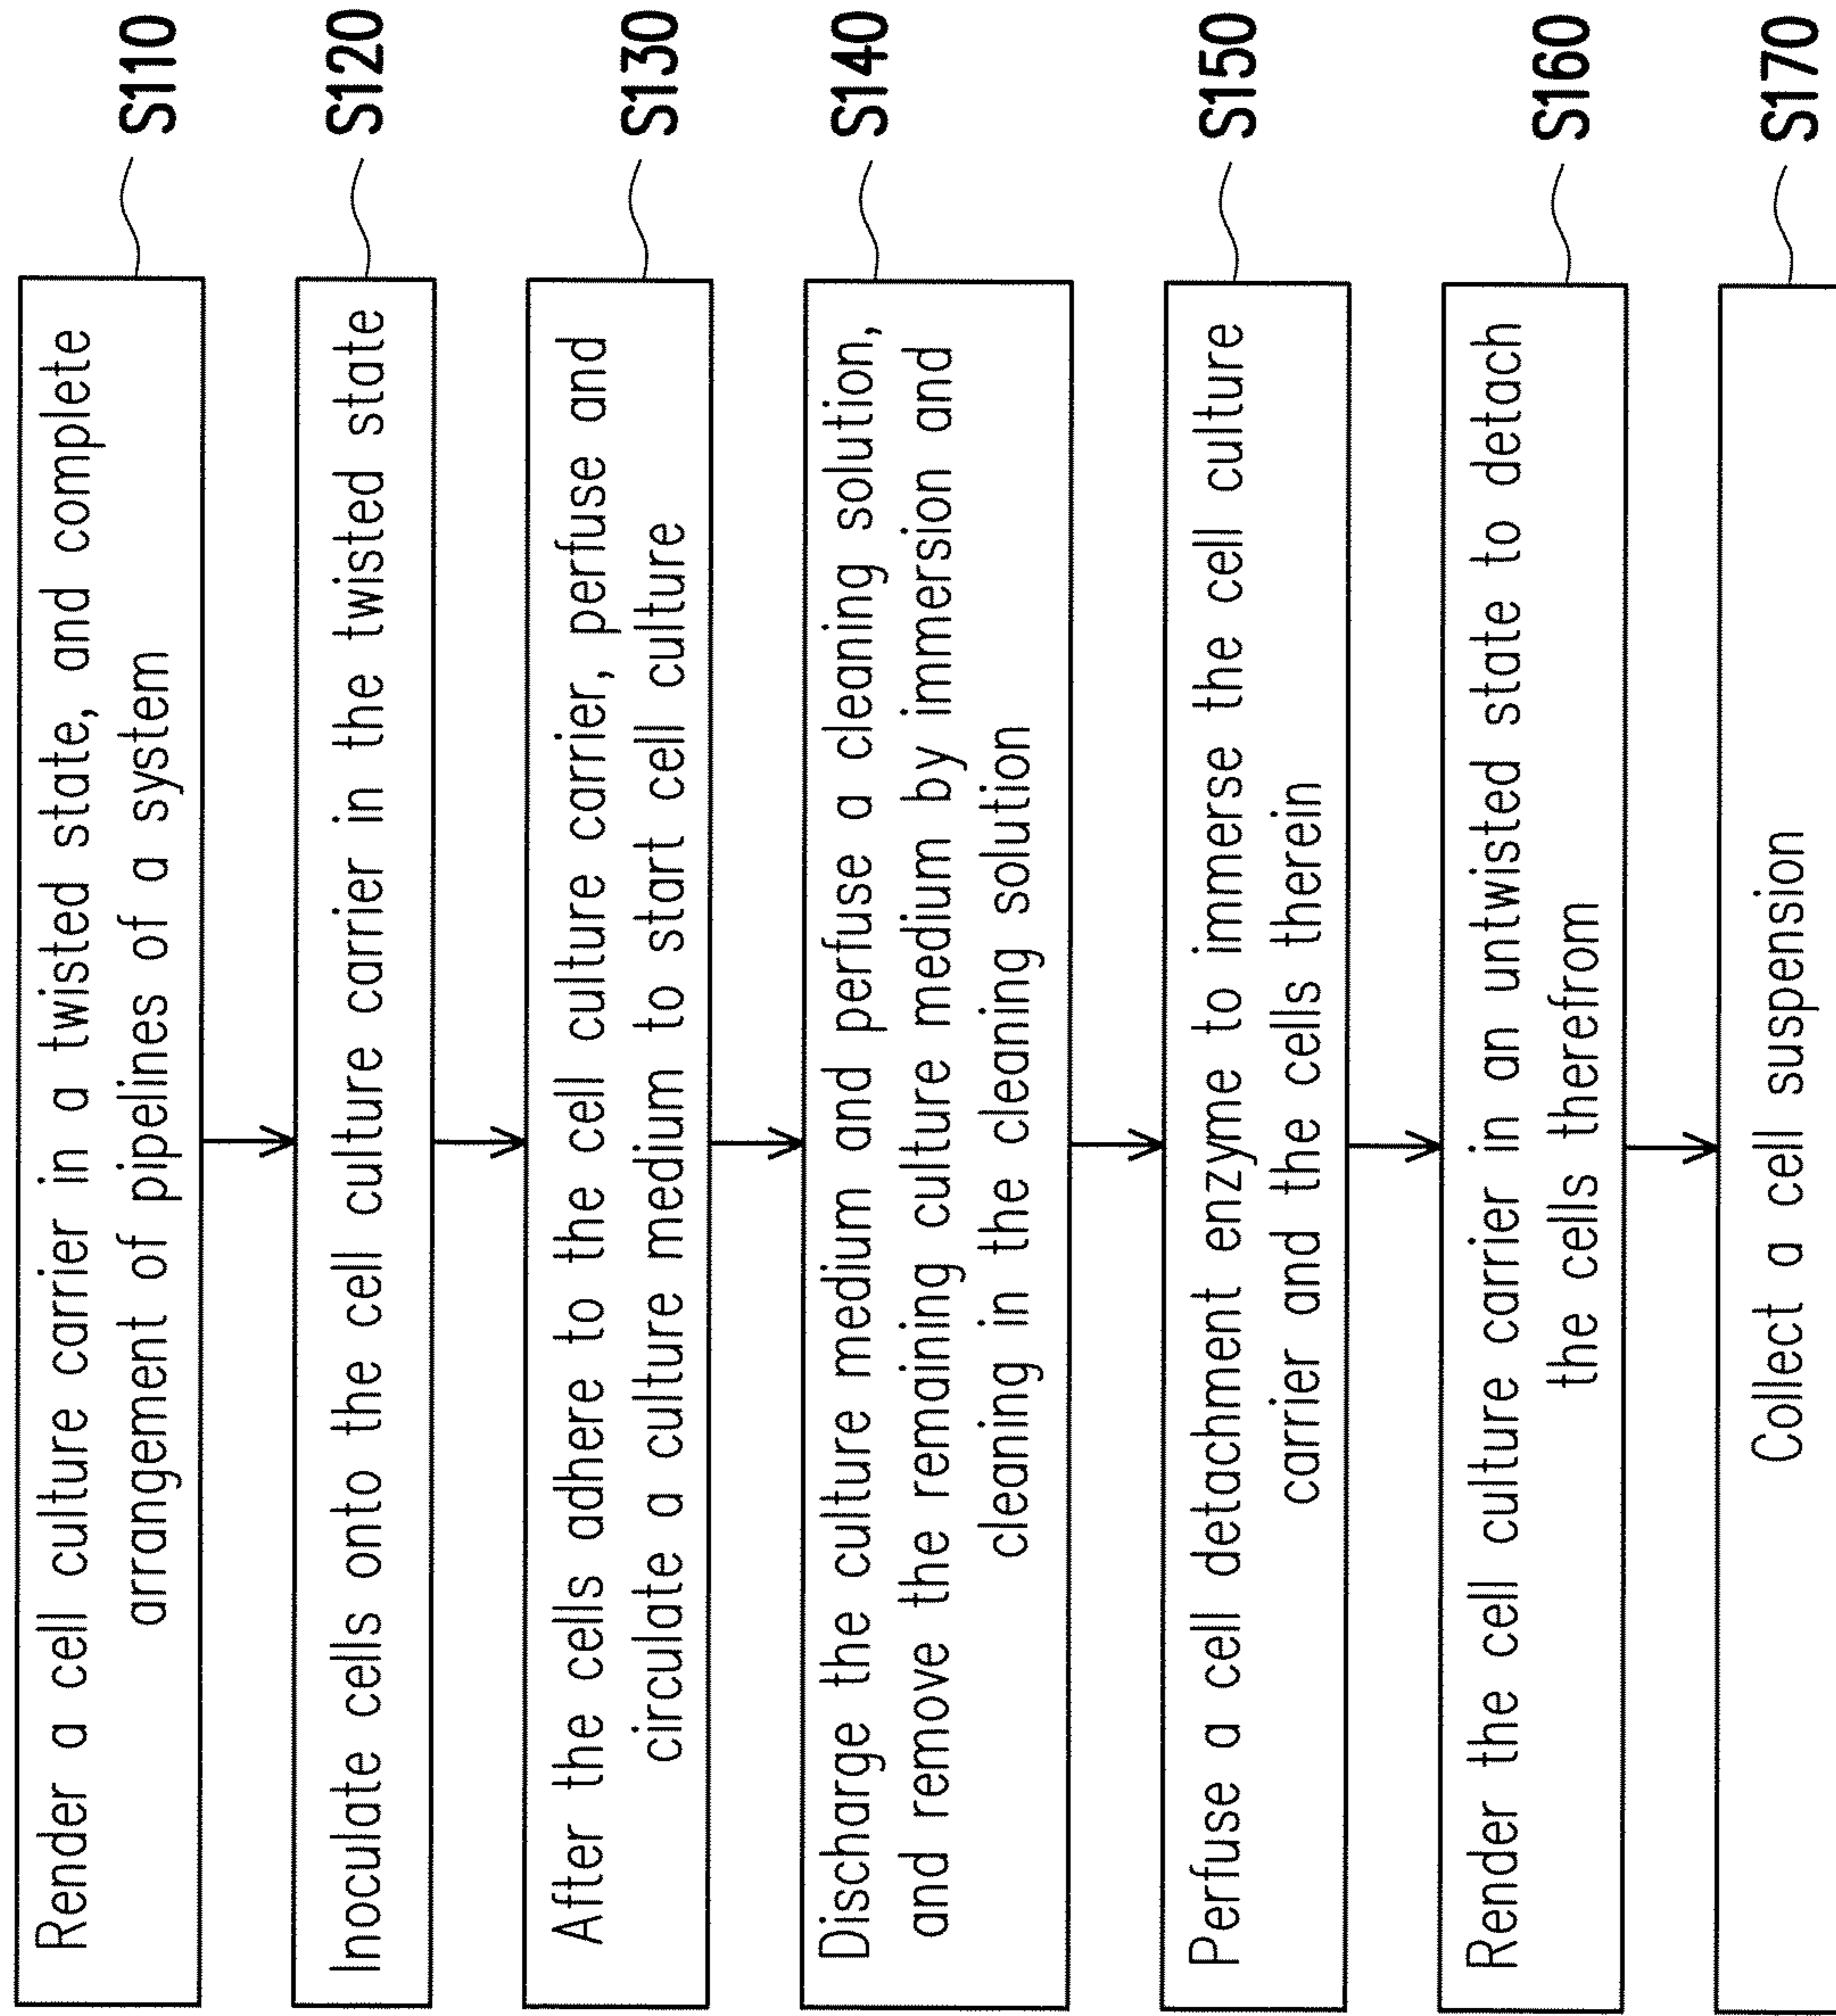 Render a cell culture carrier in a twisted state, and complete
arrangement of pipelines of a system
S110
Inoculate cells onto the cell culture carrier in the twisted state
S120
After the cells adhere to the cell culture carrier, perfuse and
circulate a culture medium to start cell culture
S130
Discharge the culture medium and perfuse a cleaning solution,
and remove the remaining culture medium by immersion and
cleaning in the cleaning solution
S140
Perfuse a cell detachment enzyme to immerse the cell culture
carrier and the cells therein
S150
Render the cell culture carrier in an untwisted state to detach
the cells therefrom
S160
Collect a cell suspension
S170